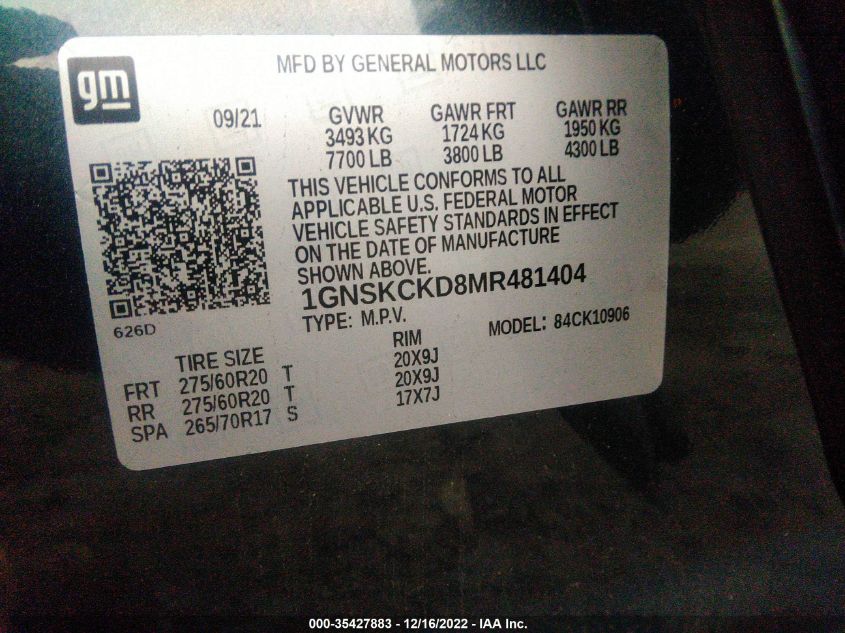 gm
MFD BY GENERAL MOTORS LLC
09/21 GVWR GAWR FRT GAWR RR
3493 KG 1724 KG 1950 KG
7700 LB 3800 LB 4300 LB
THIS VEHICLE CONFORMS TO ALL
APPLICABLE U.S. FEDERAL MOTOR
VEHICLE SAFETY STANDARDS IN EFFECT
ON THE DATE OF MANUFACTURE
SHOWN ABOVE.
1GNSKCKD8MR481404
626D
TYPE: M.P.V. MODEL: 84CK10906
TIRE SIZE RIM
FRT 275/60R20 T 20X9J
RR 275/60R20 T 20X9J
SPA 265/70R17 S 17X7J
000-35427883 - 12/16/2022 - IAA Inc.